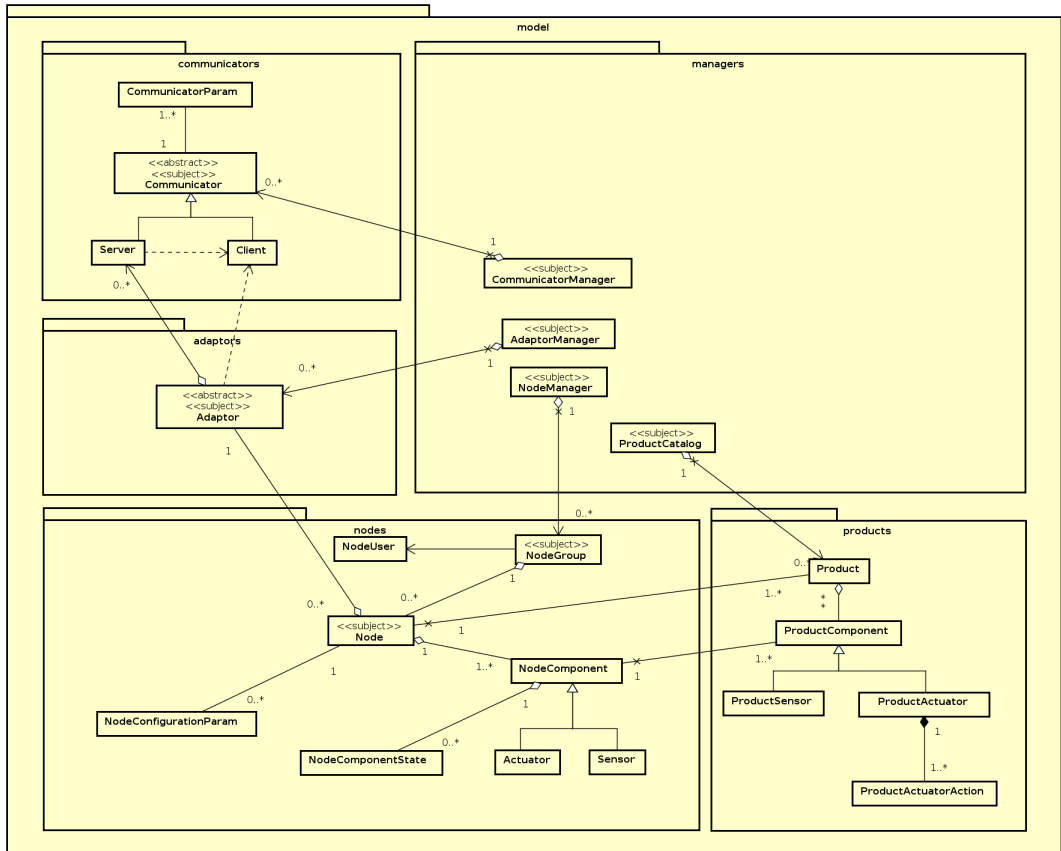 model
communicators
CommunicatorParam
1..*
1
<<abstract>>
<<subject>>
Communicator
0..*
Server
Client
0..*
managers
1
<<subject>>
CommunicatorManager
<<subject>>
AdaptorManager
1
<<subject>>
NodeManager
1
<<subject>>
ProductCatalog
1
adaptors
0..*
<<abstract>>
<<subject>>
Adaptor
1
nodes
0..*
NodeUser
<<subject>>
NodeGroup
1
0..*
0..*
<<subject>>
Node
1
1
1
1..*
NodeComponent
1
1
0..*
NodeConfigurationParam
0..*
NodeComponentState
Actuator
Sensor
products
0..
Product
1..*
*
*
ProductComponent
1..*
ProductSensor
ProductActuator
1
1..*
ProductActuatorAction